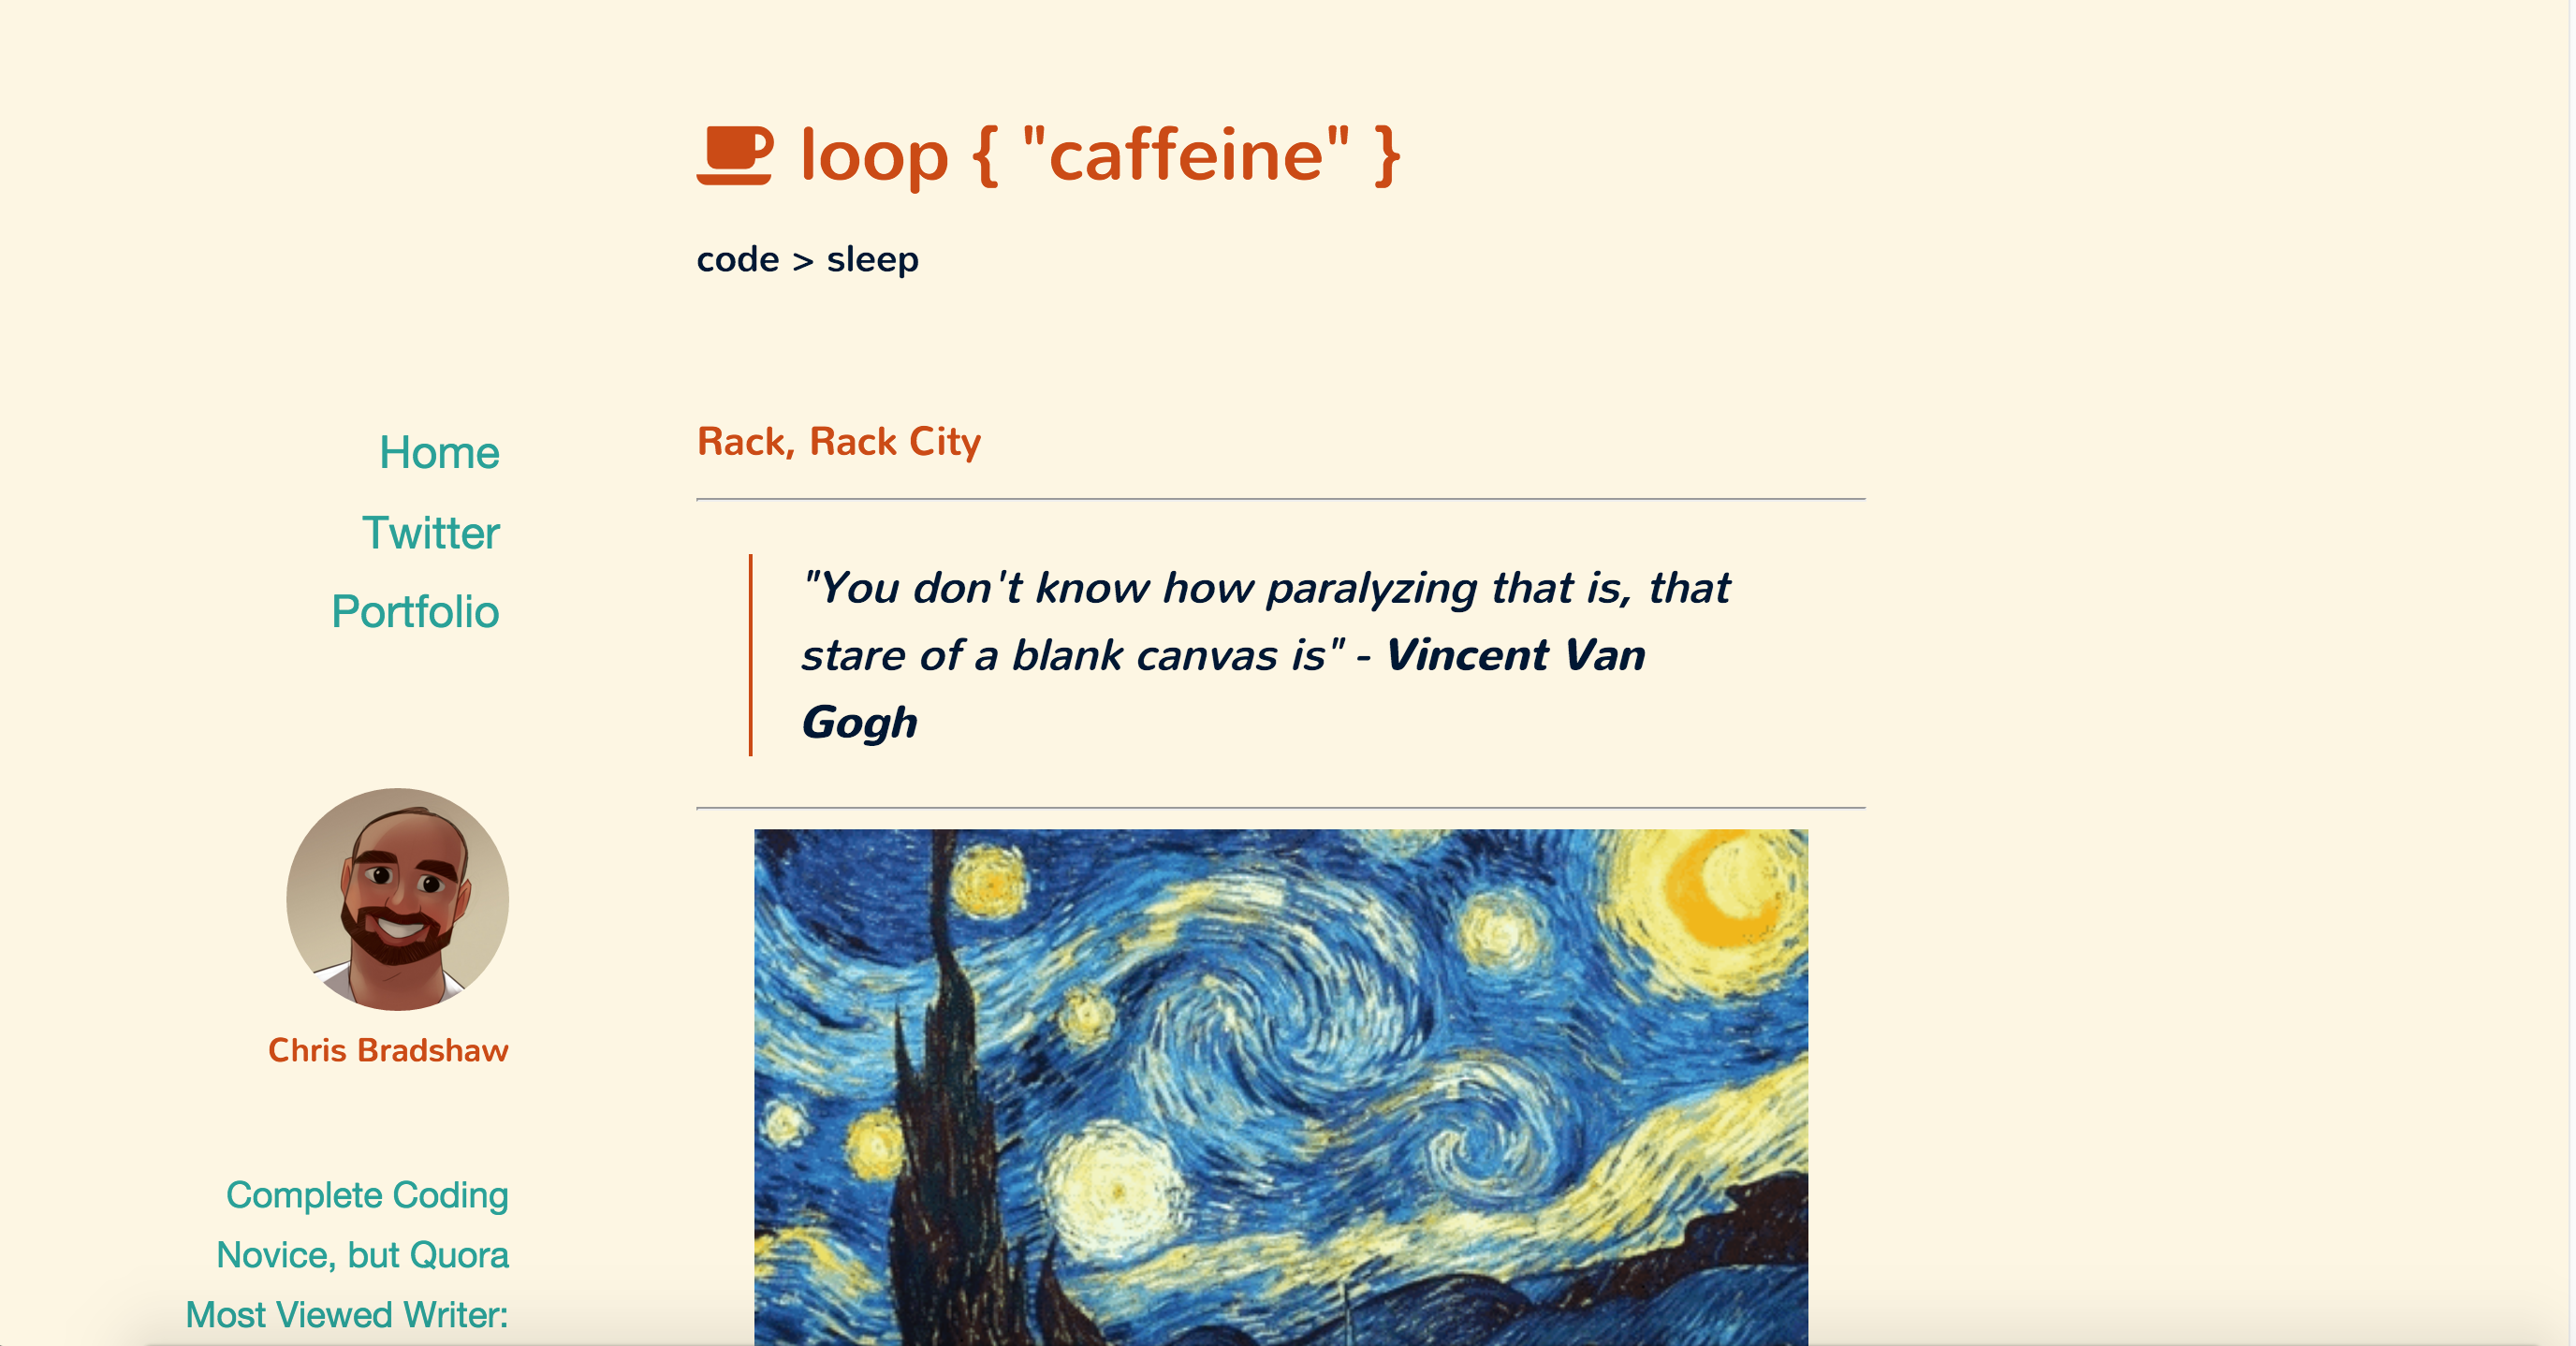 loop { "caffeine" }
code > sleep
Home
Twitter
Portfolio
Chris Bradshaw
Complete Coding
Novice, but Quora
Most Viewed Writer:
Rack, Rack City
"You don't know how paralyzing that is, that
stare of a blank canvas is" - Vincent Van
Gogh